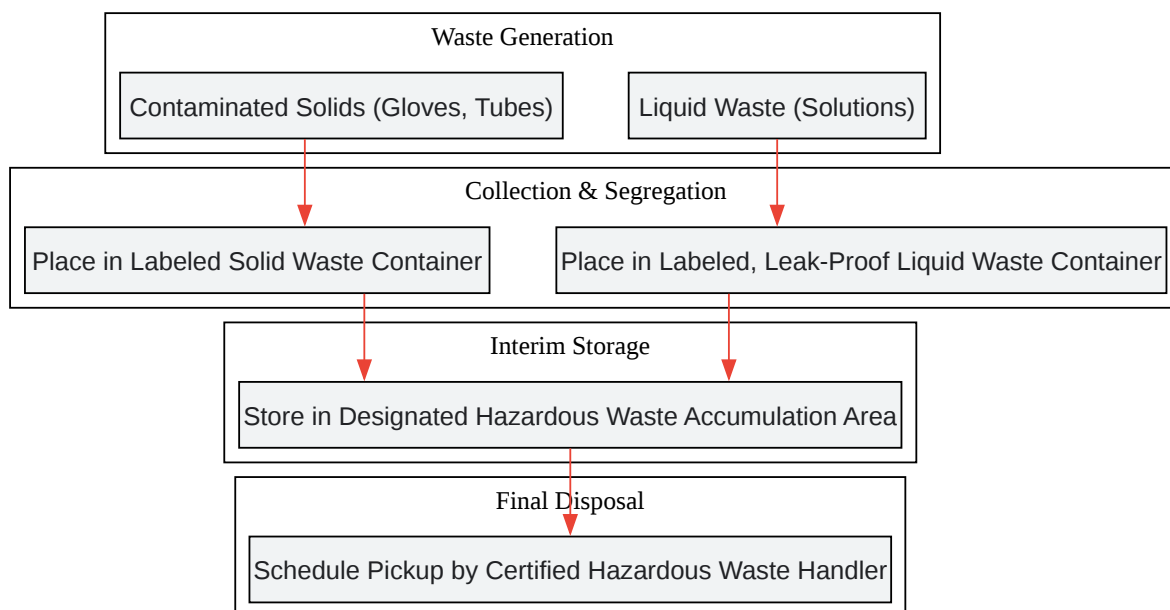 Waste Generation
Contaminated Solids (Gloves, Tubes)
Liquid Waste (Solutions)
Collection & Segregation
Place in Labeled Solid Waste Container
Place in Labeled, Leak-Proof Liquid Waste Container
Interim Storage
Store in Designated Hazardous Waste Accumulation Area
Final Disposal
Schedule Pickup by Certified Hazardous Waste Handler